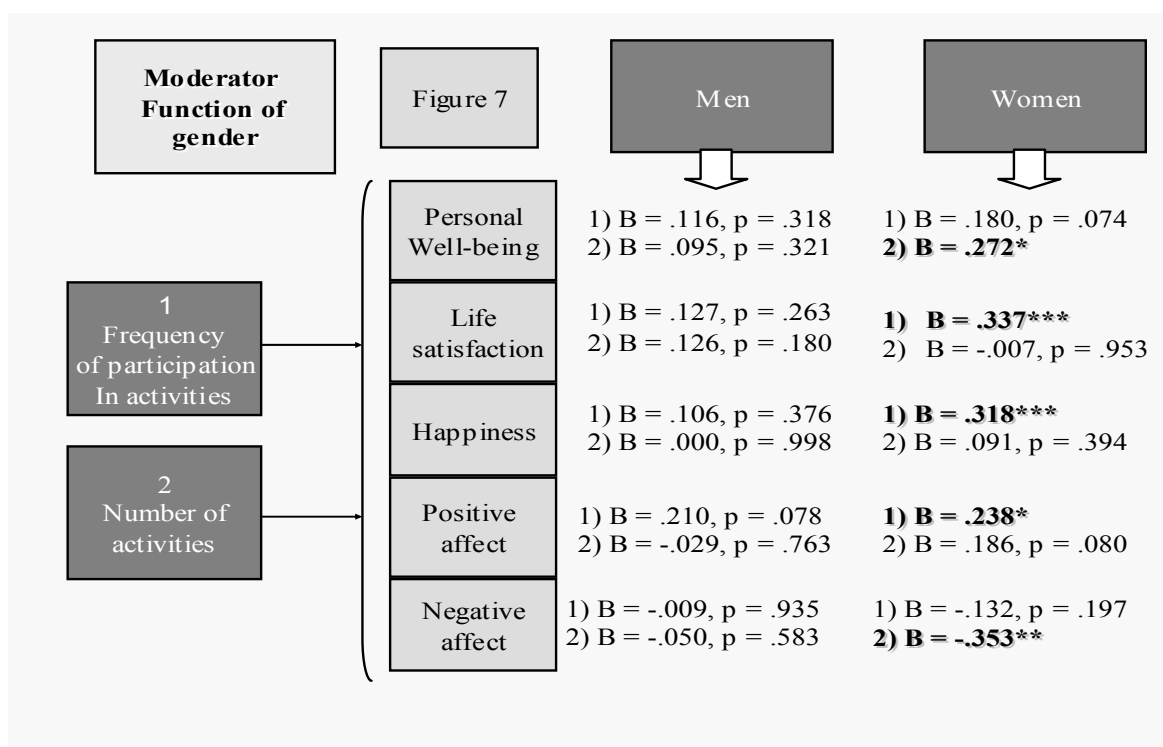 Moderator
Function of
gender
Figure 7
Men
Women
1
Frequency
of participation
In activities
2
Number of
activities
Personal
Well-being
1) B = .116, p = .318
2) B = .095, p = .321
1) B = .180, p = .074
2) B = .272*
Life
satisfaction
1) B = .127, p = .263
2) B = .126, p = .180
1) B = .337***
2) B = -.007, p = .953
Happiness
1) B = .106, p = .376
2) B = .000, p = .998
1) B = .318***
2) B = .091, p = .394
Positive
affect
1) B = .210, p = .078
2) B = -.029, p = .763
1) B = .238*
2) B = .186, p = .080
Negative
affect
1) B = -.009, p = .935
2) B = -.050, p = .583
1) B = -.132, p = .197
2) B = -.353**